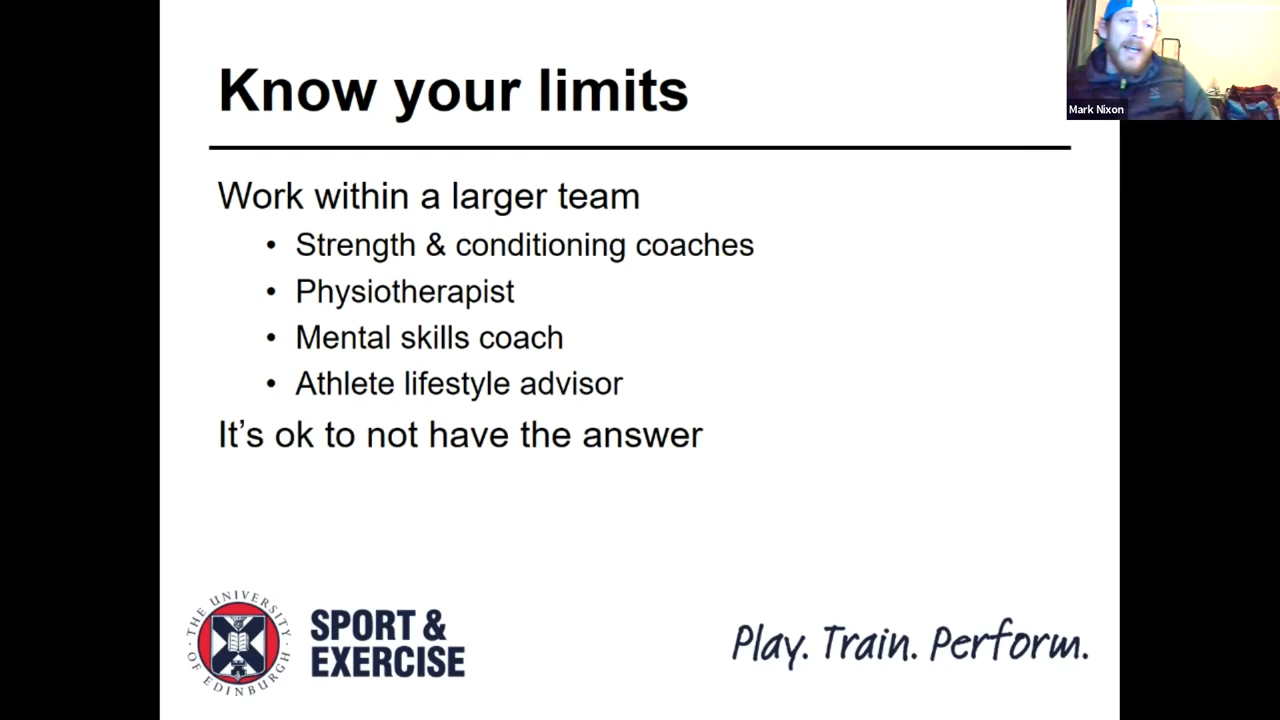 Know your limits
Mark Nixon
Work within a larger team
• Strength & conditioning coaches
• Physiotherapist
• Mental skills coach
• Athlete lifestyle advisor
It's ok to not have the answer
THE UNIVERSITY OF EDINBURGH
SPORT &
EXERCISE
Play. Train. Perform.